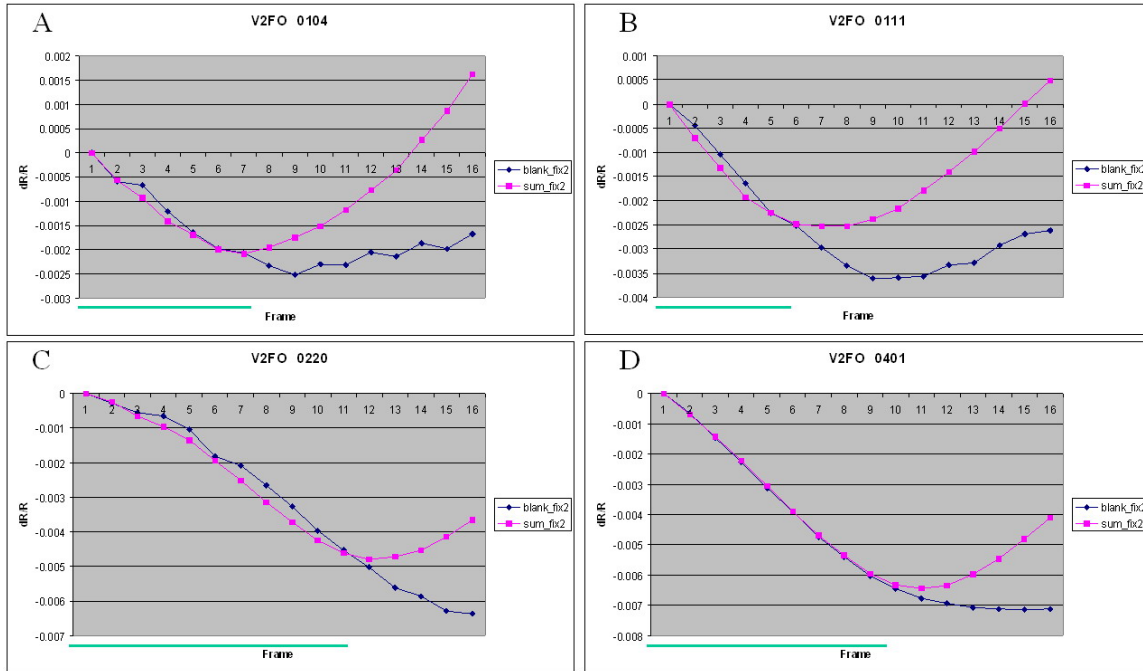 A
V2FO 0104
0.002
0.0015
0.001
0.0005
0
-0.0005
-0.001
-0.0015
-0.002
-0.0025
-0.003
1 2 3 4 5 6 7 8 9 10 11 12 13 14 15 16
dR/R
Frame
blank_fix2
sum_fix2
B
V2FO 0111
0.001
0.0005
0
-0.0005
-0.001
-0.0015
-0.002
-0.0025
-0.003
-0.0035
-0.004
1 2 3 4 5 6 7 8 9 10 11 12 13 14 15 16
dR/R
Frame
blank_fix2
sum_fix2
C
V2FO 0220
0
-0.001
-0.002
-0.003
-0.004
-0.005
-0.006
-0.007
1 2 3 4 5 6 7 8 9 10 11 12 13 14 15 16
dR/R
Frame
blank_fix2
sum_fix2
D
V2FO 0401
0
-0.001
-0.002
-0.003
-0.004
-0.005
-0.006
-0.007
-0.008
1 2 3 4 5 6 7 8 9 10 11 12 13 14 15 16
dR/R
Frame
blank_fix2
sum_fix2